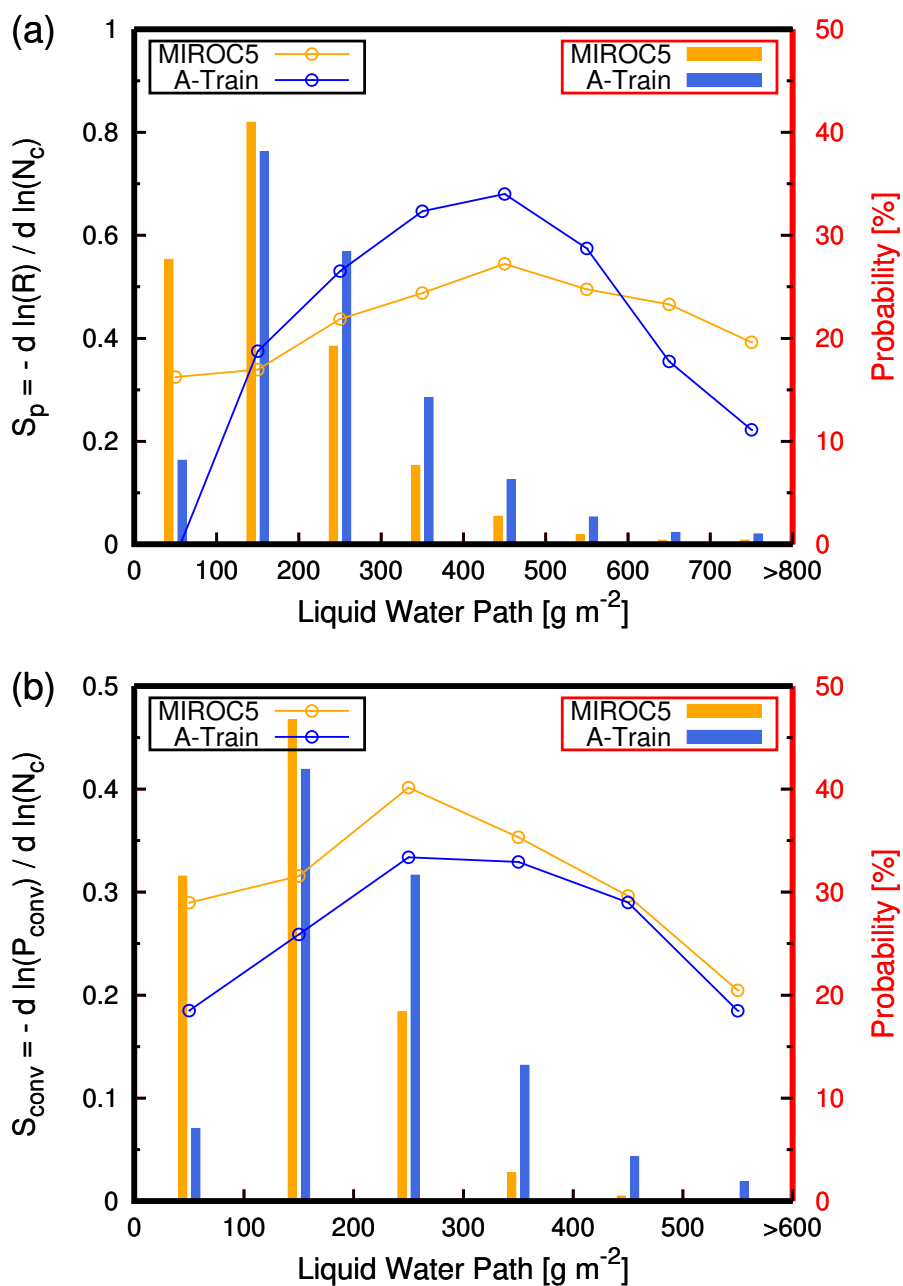 (a)
MIROC5
A-Train
MIROC5
A-Train
S_p = - d ln(R) / d ln(N_c)
1
0.8
0.6
0.4
0.2
0
50
40
30
20
10
0
Probability [%]
0 100 200 300 400 500 600 700 >800
Liquid Water Path [g m⁻²]
(b)
MIROC5
A-Train
MIROC5
A-Train
S_conv = - d ln(P_conv) / d ln(N_c)
0.5
0.4
0.3
0.2
0.1
0
50
40
30
20
10
0
Probability [%]
0 100 200 300 400 500 >600
Liquid Water Path [g m⁻²]